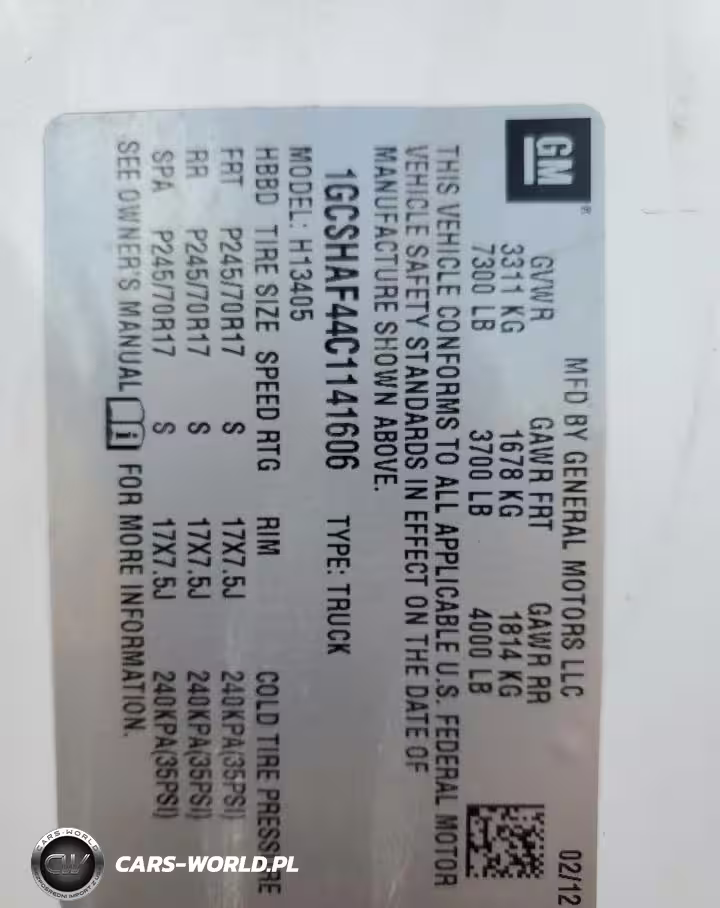 GM®
MFD BY GENERAL MOTORS LLC 02/12
GVWR GAWR FRT GAWR RR
3311 KG 1678 KG 1814 KG
7300 LB 3700 LB 4000 LB
THIS VEHICLE CONFORMS TO ALL APPLICABLE U.S. FEDERAL MOTOR
VEHICLE SAFETY STANDARDS IN EFFECT ON THE DATE OF
MANUFACTURE SHOWN ABOVE.
1GCSHAF44C1141606 TYPE: TRUCK
MODEL: H13405
HBBD TIRE SIZE SPEED RTG RIM COLD TIRE PRESSURE
FRT P245/70R17 S 17X7.5J 240KPA(35PSI)
RR P245/70R17 S 17X7.5J 240KPA(35PSI)
SPA P245/70R17 S 17X7.5J 240KPA(35PSI)
SEE OWNER'S MANUAL i FOR MORE INFORMATION.
CARS-WORLD
CW
CARS-WORLD.PL